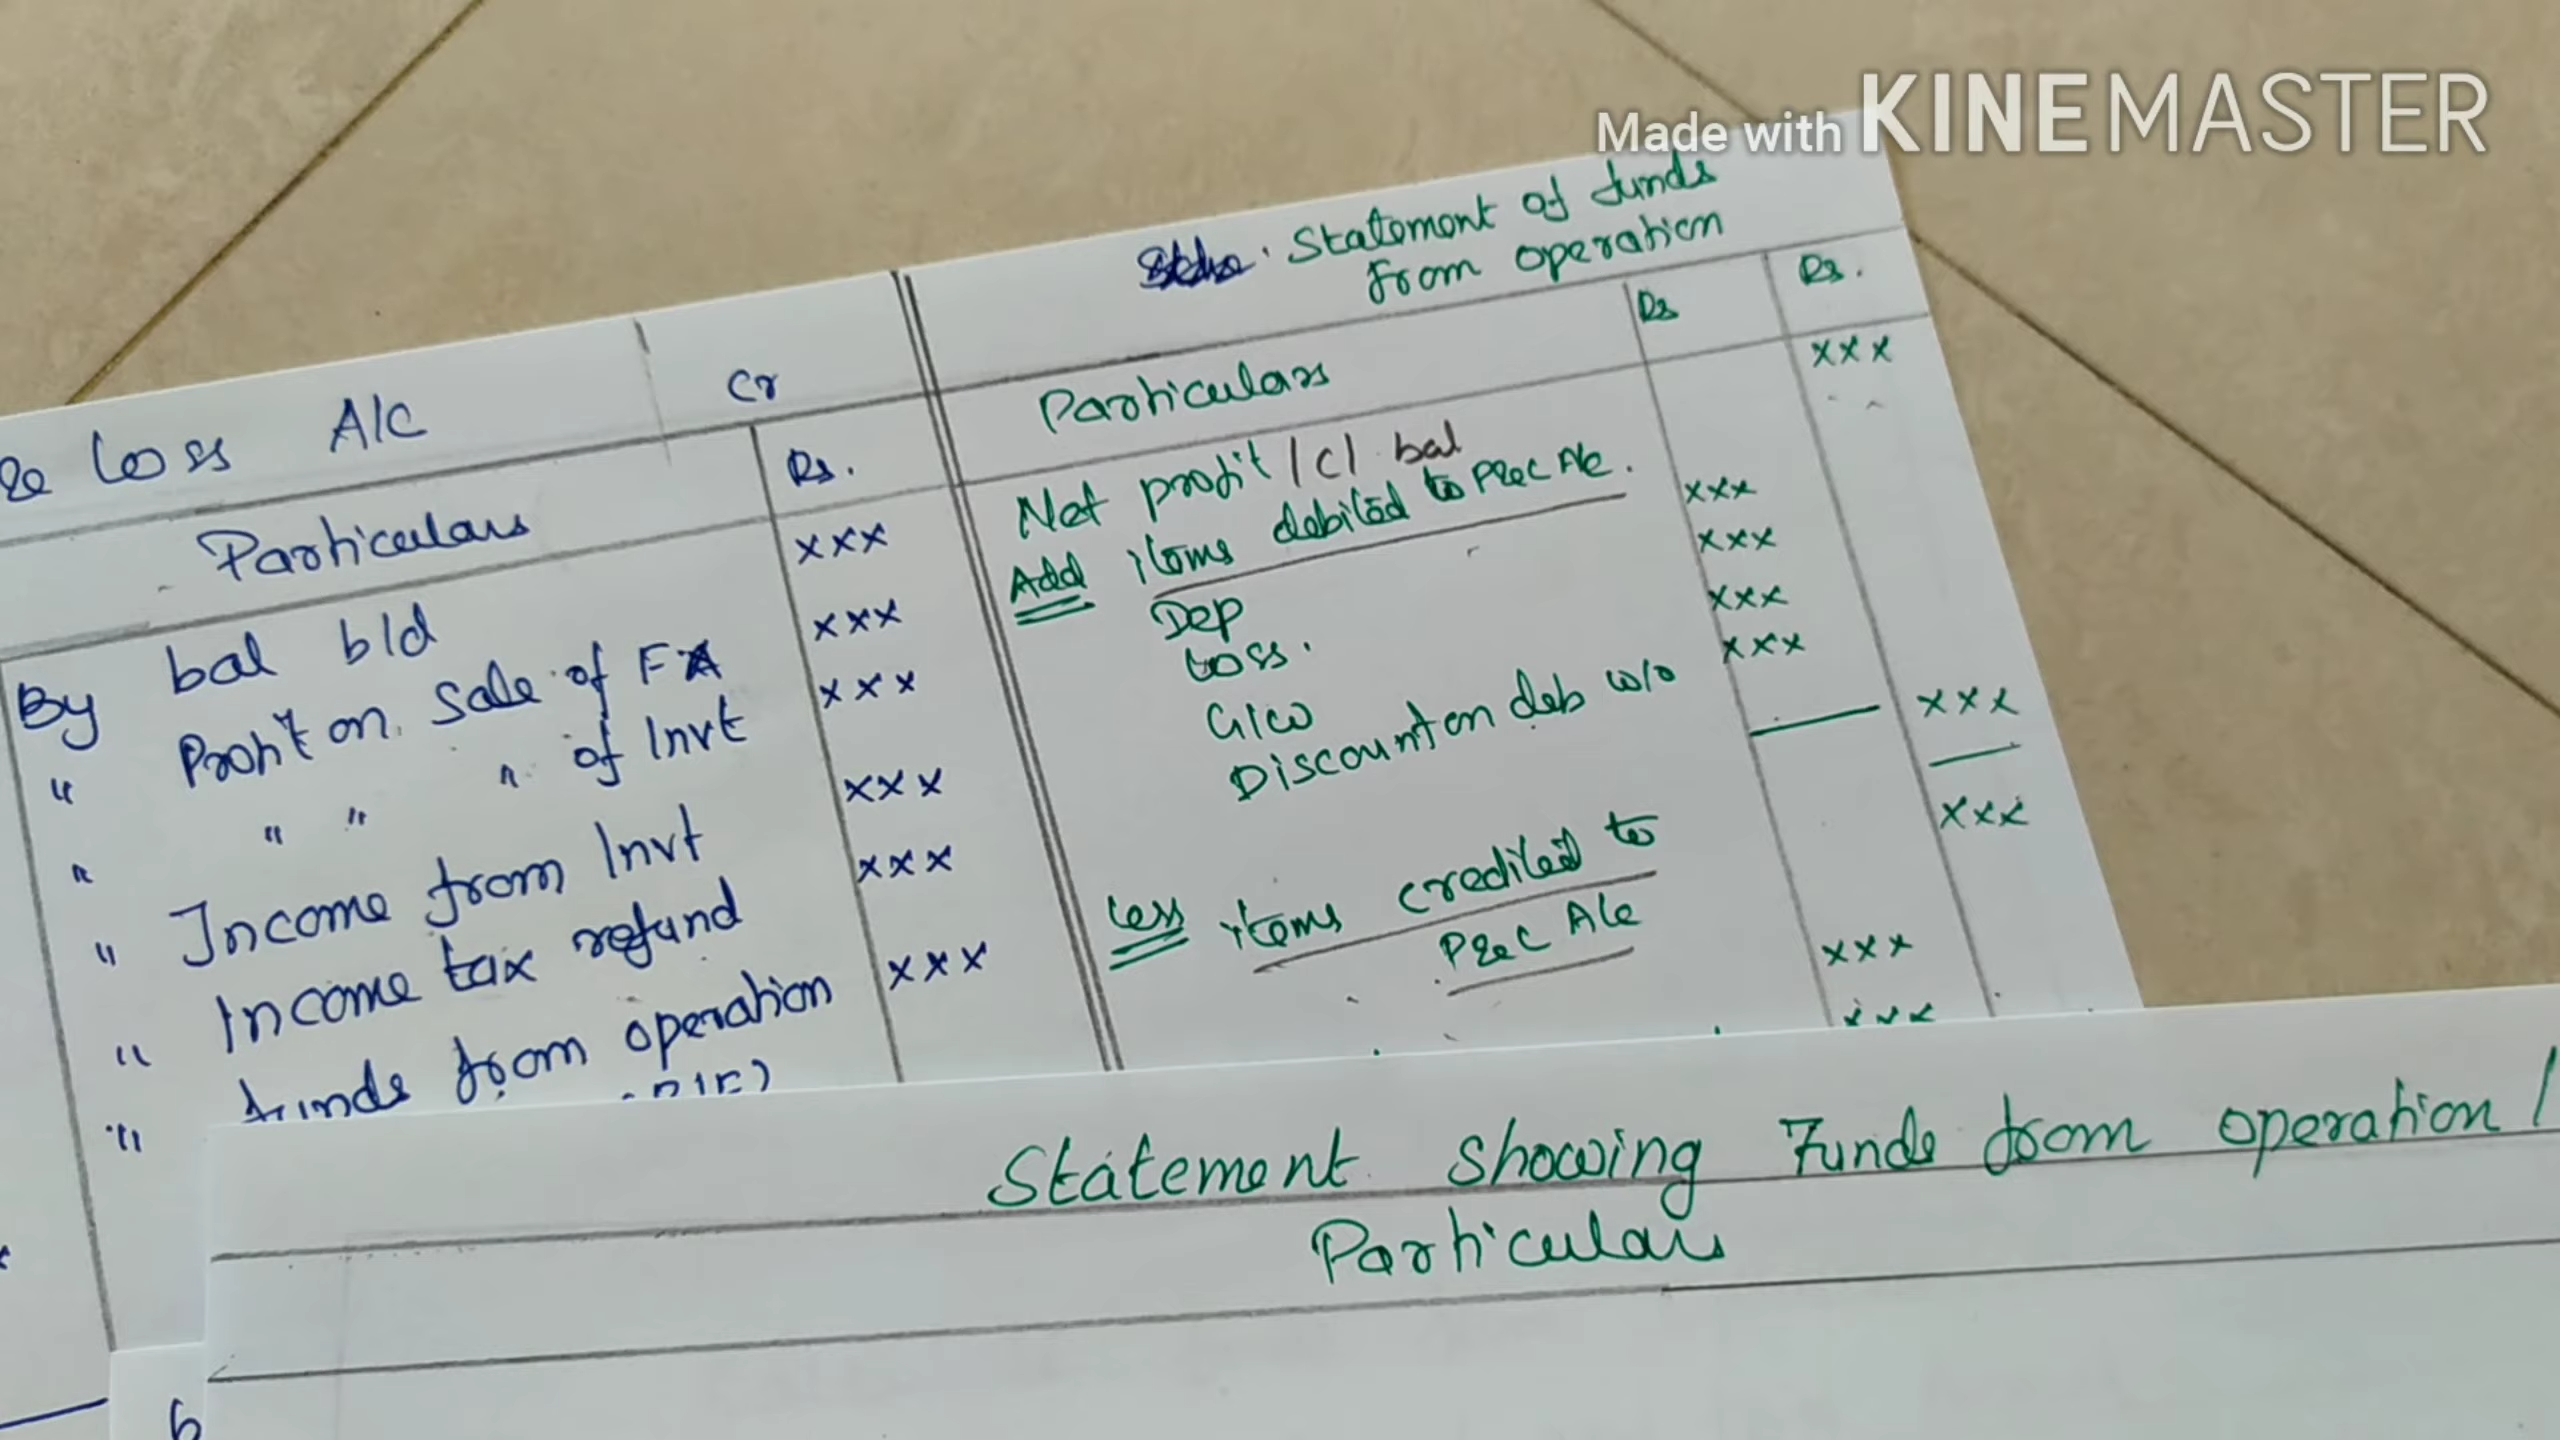 Made with KINEMASTER
Statement of funds
from operation
& Loss A/C
Cr
Particulars
Rs.
By bal b/d
xxx
" Profit on sale of FA
xxx
" " " " of Invt
xxx
" Income from Invt
xxx
" Income tax refund
xxx
" funds from operation
xxx
Particulars
Rs
Rs.
Net profit / c/ bal
xxx
Add items debited to P&L A/c.
Dep
xxx
Loss.
xxx
G/W
xxx
Discount on deb w/o
xxx
xxx
xxx
Less items credited to
P&L A/c
xxx
xxx
Statement showing Funds from operation /
Particulars
6